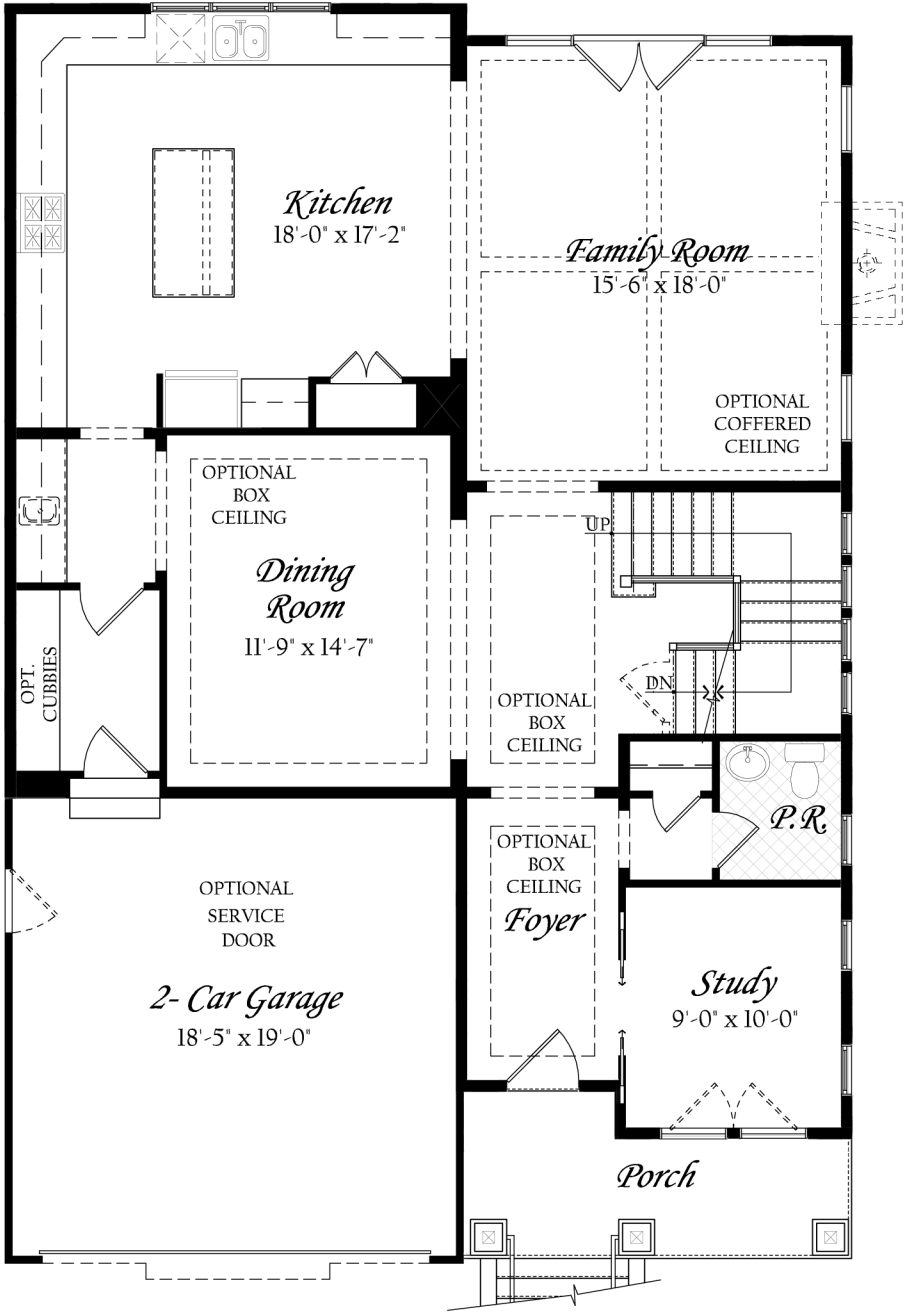 Kitchen
18'-0" x 17'-2"
Family Room
15'-6" x 18'-0"
OPTIONAL
COFFERED
CEILING
OPTIONAL
BOX
CEILING
Dining
Room
11'-9" x 14'-7"
UP
DN
OPTIONAL
BOX
CEILING
OPT.
CUBBIES
P.R.
OPTIONAL
BOX
CEILING
Foyer
OPTIONAL
SERVICE
DOOR
2- Car Garage
18'-5" x 19'-0"
Study
9'-0" x 10'-0"
Porch